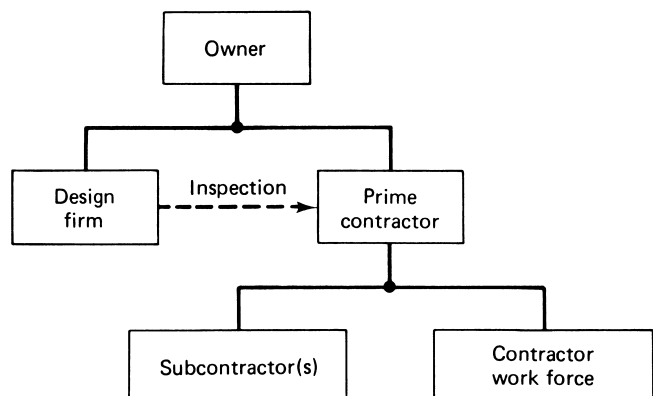 Owner
Design
firm
Inspection
Prime
contractor
Subcontractor(s)
Contractor
work force